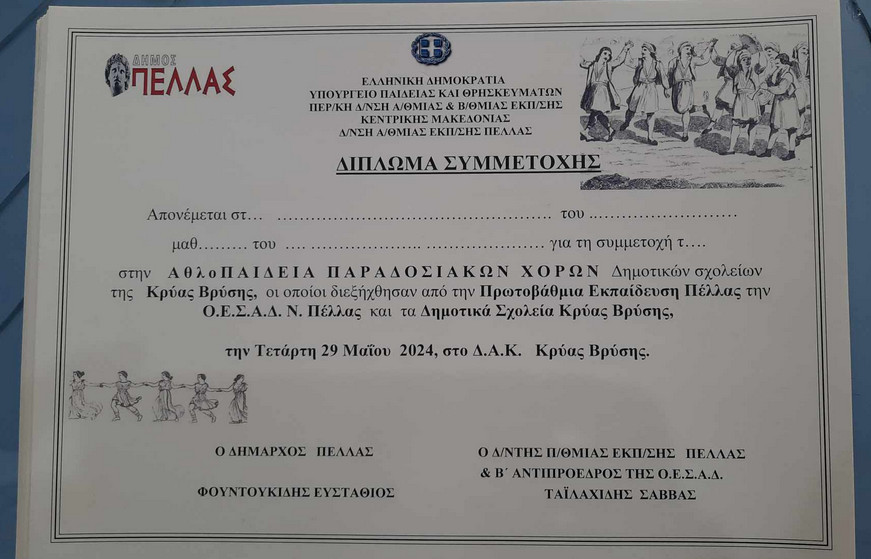 ΔΗΜΟΣ
ΠΕΛΛΑΣ
ΕΛΛΗΝΙΚΗ ΔΗΜΟΚΡΑΤΙΑ
ΥΠΟΥΡΓΕΙΟ ΠΑΙΔΕΙΑΣ ΚΑΙ ΘΡΗΣΚΕΥΜΑΤΩΝ
ΠΕΡ/ΚΗ Δ/ΝΣΗ Α/ΘΜΙΑΣ & Β/ΘΜΙΑΣ ΕΚΠ/ΣΗΣ
ΚΕΝΤΡΙΚΗΣ ΜΑΚΕΔΟΝΙΑΣ
Δ/ΝΣΗ Α/ΘΜΙΑΣ ΕΚΠ/ΣΗΣ ΠΕΛΛΑΣ
ΔΙΠΛΩΜΑ ΣΥΜΜΕΤΟΧΗΣ
Απονέμεται στ… ……………………………………………. του ..……………………
μαθ……… του …. ………………….. ………………… για τη συμμετοχή τ….
στην ΑθλοΠΑΙΔΕΙΑ ΠΑΡΑΔΟΣΙΑΚΩΝ ΧΟΡΩΝ Δημοτικών σχολείων
της Κρύας Βρύσης, οι οποίοι διεξήχθησαν από την Πρωτοβάθμια Εκπαίδευση Πέλλας την
Ο.Ε.Σ.Α.Δ. Ν. Πέλλας και τα Δημοτικά Σχολεία Κρύας Βρύσης,
την Τετάρτη 29 Μαΐου 2024, στο Δ.Α.Κ. Κρύας Βρύσης.
Ο ΔΗΜΑΡΧΟΣ ΠΕΛΛΑΣ
ΦΟΥΝΤΟΥΚΙΔΗΣ ΕΥΣΤΑΘΙΟΣ
Ο Δ/ΝΤΗΣ Π/ΘΜΙΑΣ ΕΚΠ/ΣΗΣ ΠΕΛΛΑΣ
& Β΄ ΑΝΤΙΠΡΟΕΔΡΟΣ ΤΗΣ Ο.Ε.Σ.Α.Δ.
ΤΑΪΛΑΧΙΔΗΣ ΣΑΒΒΑΣ